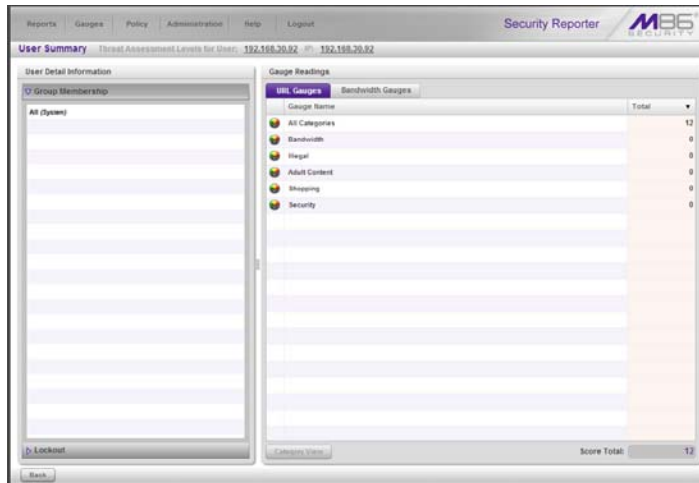 Reports Gauges Policy Administration Help Logout
Security Reporter
M86 SECURITY
User Summary Threat Assessment Levels for User: 192.168.30.92 IP: 192.168.30.92
User Detail Information
Group Membership
All (System)
Lockout
Gauge Readings
URL Gauges Bandwidth Gauges
Gauge Name Total
All Categories 12
Bandwidth 0
Illegal 0
Adult Content 0
Shopping 0
Security 0
Category View Score Total: 12
Back